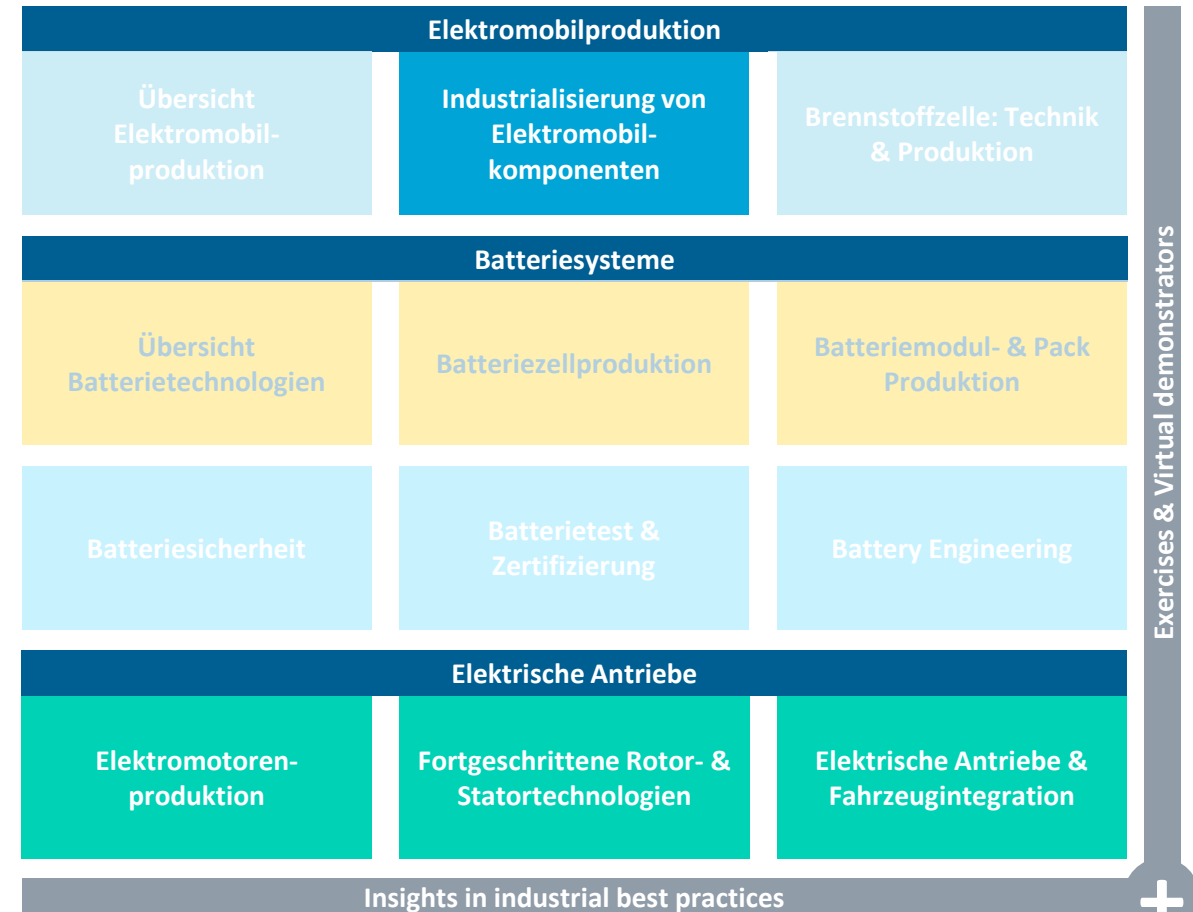 Elektromobilproduktion
Übersicht
Elektromobil-
produktion
Industrialisierung von
Elektromobil-
komponenten
Brennstoffzelle: Technik
& Produktion
Batteriesysteme
Übersicht
Batterietechnologien
Batteriezellproduktion
Batteriemodul- & Pack
Produktion
Batteriesicherheit
Batterietest &
Zertifizierung
Battery Engineering
Elektrische Antriebe
Elektromotoren-
produktion
Fortgeschrittene Rotor- &
Statortechnologien
Elektrische Antriebe &
Fahrzeugintegration
Insights in industrial best practices
Exercises & Virtual demonstrators
+